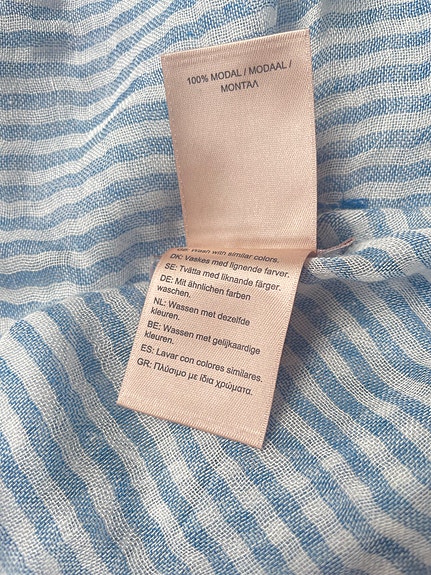 100% MODAL / MODAAL /
ΜΟΝΤΑΛ
Wash with similar colors.
DK: Vaskes med lignende farver.
SE: Tvätta med liknande färger.
DE: Mit ähnlichen farben
waschen.
NL: Wassen met dezelfde
kleuren.
BE: Wassen met gelijkaardige
kleuren.
ES: Lavar con colores similares.
GR: Πλύσιμο με ίδια χρώματα.